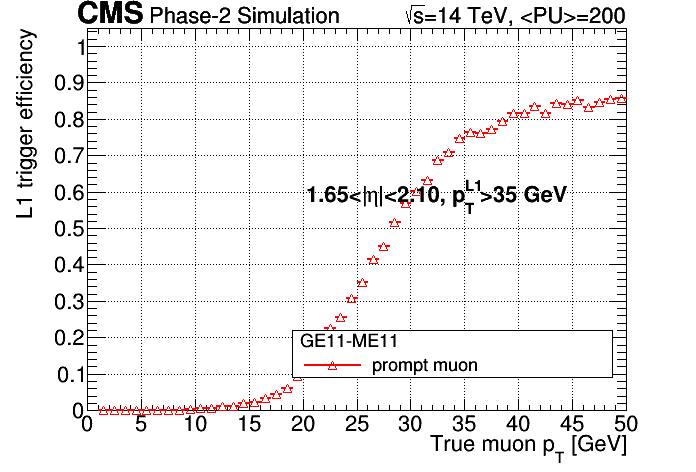 CMS Phase-2 Simulation √s=14 TeV, <PU>=200
L1 trigger efficiency
1
0.9
0.8
0.7
0.6
0.5
0.4
0.3
0.2
0.1
0
1.65<|η|<2.10, p_T^L1>35 GeV
GE11-ME11
prompt muon
0 5 10 15 20 25 30 35 40 45 50
True muon p_T [GeV]